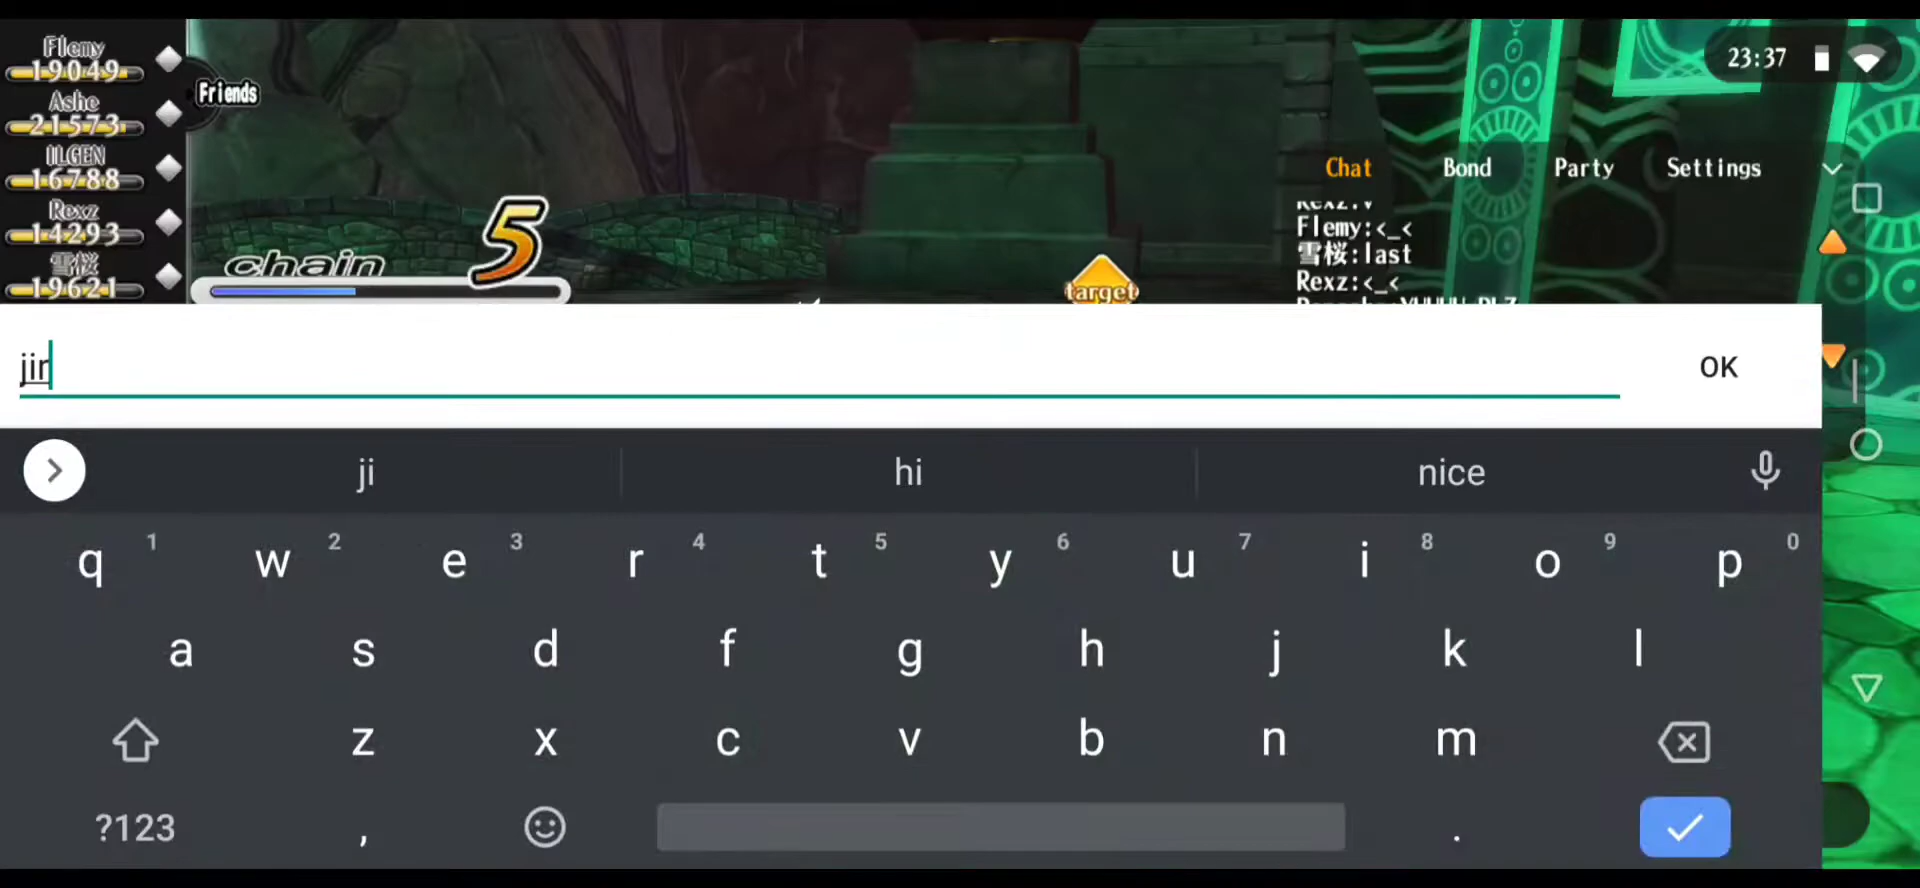 Flemy
19049
Ashe
21573
ILGEN
16788
Rexz
14293
雪桜
19621
Friends
chain
5
target
23:37
Chat Bond Party Settings
Flemy:<_<
雪桜:last
Rexz:<_<
jir
OK
ji hi nice
q 1 w 2 e 3 r 4 t 5 y 6 u 7 i 8 o 9 p 0
a s d f g h j k l
z x c v b n m
?123 , .